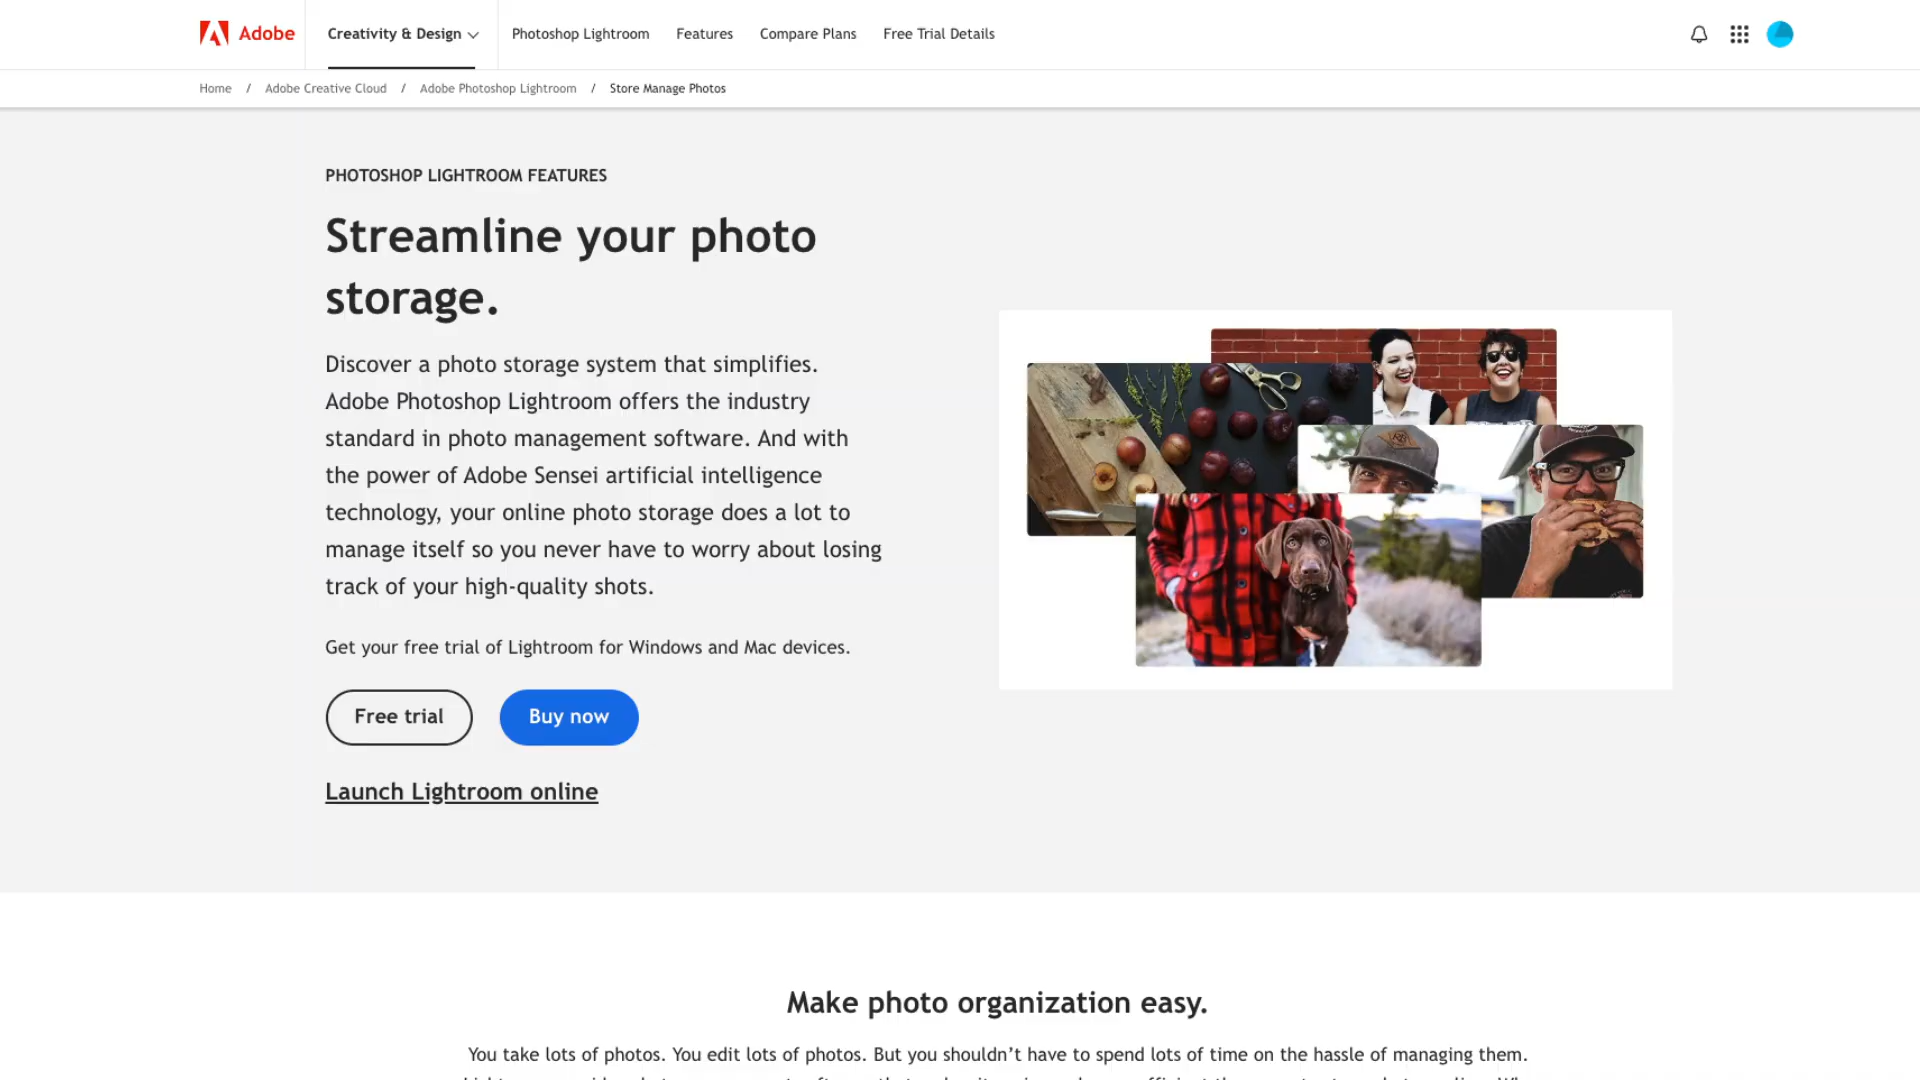 Adobe
Creativity & Design
Photoshop Lightroom
Features
Compare Plans
Free Trial Details
Home / Adobe Creative Cloud / Adobe Photoshop Lightroom / Store Manage Photos
PHOTOSHOP LIGHTROOM FEATURES
Streamline your photo
storage.
Discover a photo storage system that simplifies.
Adobe Photoshop Lightroom offers the industry
standard in photo management software. And with
the power of Adobe Sensei artificial intelligence
technology, your online photo storage does a lot to
manage itself so you never have to worry about losing
track of your high-quality shots.
Get your free trial of Lightroom for Windows and Mac devices.
Free trial
Buy now
Launch Lightroom online
Make photo organization easy.
You take lots of photos. You edit lots of photos. But you shouldn’t have to spend lots of time on the hassle of managing them.